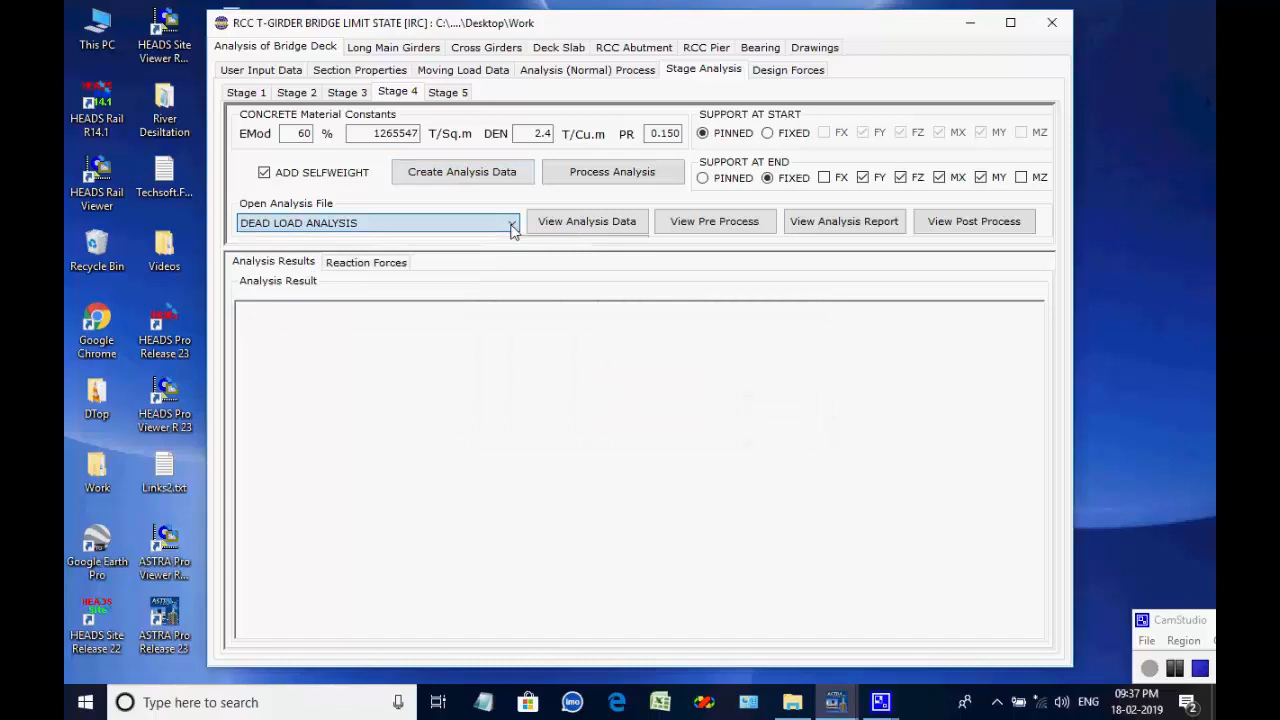 This PC
HEADS Site
Viewer R...
HEADS Rail
R14.1
River
Desiltation
HEADS Rail
Viewer
Techsoft.F...
Recycle Bin
Videos
Google
Chrome
HEADS Pro
Release 23
DTop
HEADS Pro
Viewer R 23
Work
Links2.txt
Google Earth
Pro
ASTRA Pro
Viewer R...
HEADS Site
Release 22
ASTRA Pro
Release 23
RCC T-GIRDER BRIDGE LIMIT STATE [IRC] : C:\....\Desktop\Work
Analysis of Bridge Deck Long Main Girders Cross Girders Deck Slab RCC Abutment RCC Pier Bearing Drawings
User Input Data Section Properties Moving Load Data Analysis (Normal) Process Stage Analysis Design Forces
Stage 1 Stage 2 Stage 3 Stage 4 Stage 5
CONCRETE Material Constants
EMod 60 % 1265547 T/Sq.m DEN 2.4 T/Cu.m PR 0.150
SUPPORT AT START
PINNED FIXED FX FY FZ MX MY MZ
ADD SELFWEIGHT Create Analysis Data Process Analysis
SUPPORT AT END
PINNED FIXED FX FY FZ MX MY MZ
Open Analysis File
DEAD LOAD ANALYSIS View Analysis Data View Pre Process View Analysis Report View Post Process
Analysis Results Reaction Forces
Analysis Result
CamStudio
File Region
Type here to search
ENG
09:37 PM
18-02-2019
2